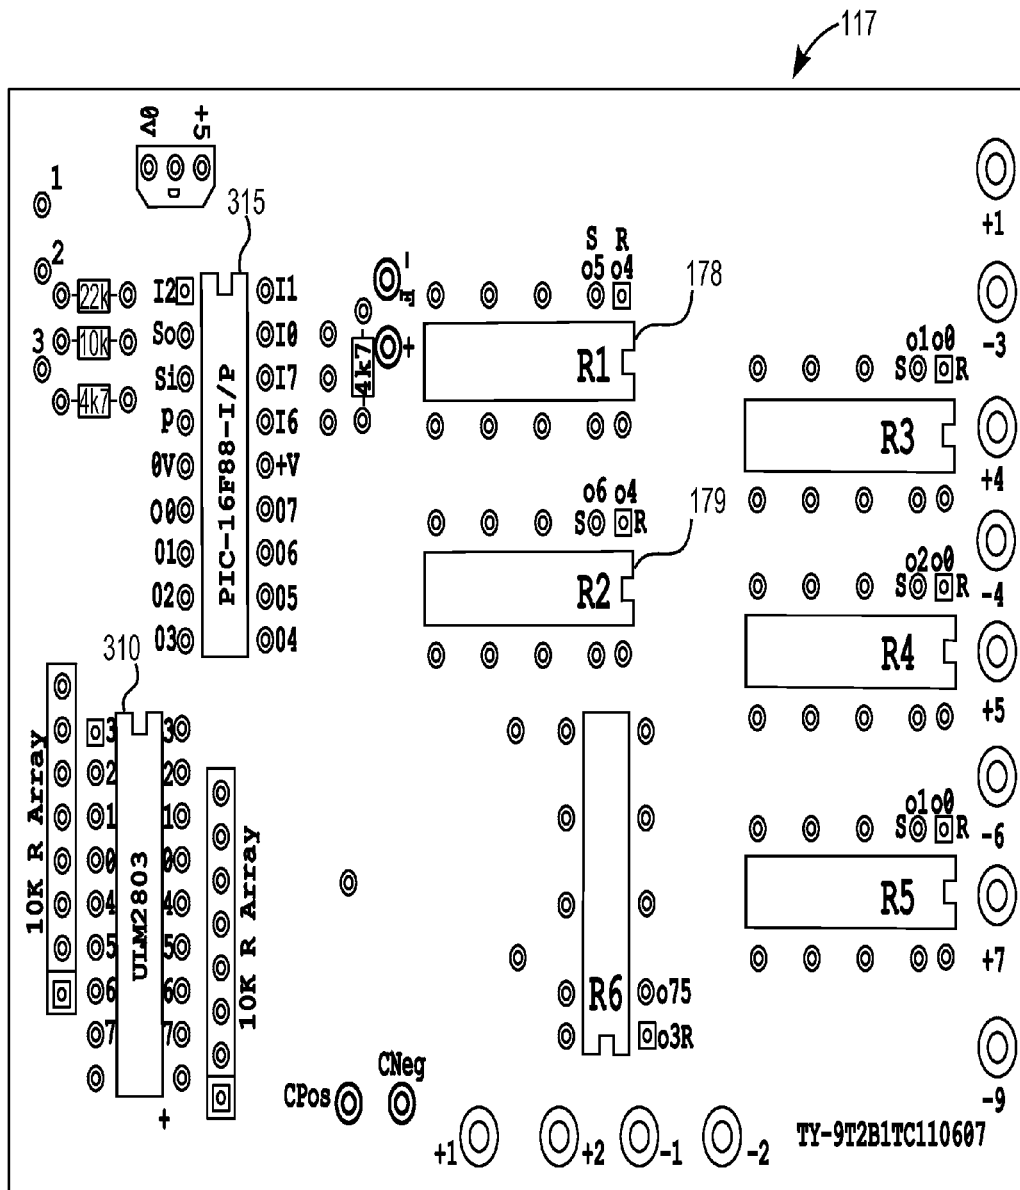 117
0V +5
1
315
+1
2
S R
o5 o4
178
I2 I1
22k
-
E
-3
So I0
3
10k
+
R1
o1 o0
S R
Si I7
4k7
4k7
P I6
R3
+4
0V +V
PIC-16F88-I/P
o6 o4
S R
179
o0 O7
O1 O6
o2 o0
S R
-4
O2 O5
R2
O3 O4
310
R4
+5
3 3
10K R Array
2 2
1 1
10K R Array
0 0
ULM2803
o1 o0
S R
-6
4 4
R5
5 5
+7
6 6
R6
o75
7 7
o3R
CNeg
CPos
-9
+
+1 +2 -1 -2
TY-9T2B1TC110607